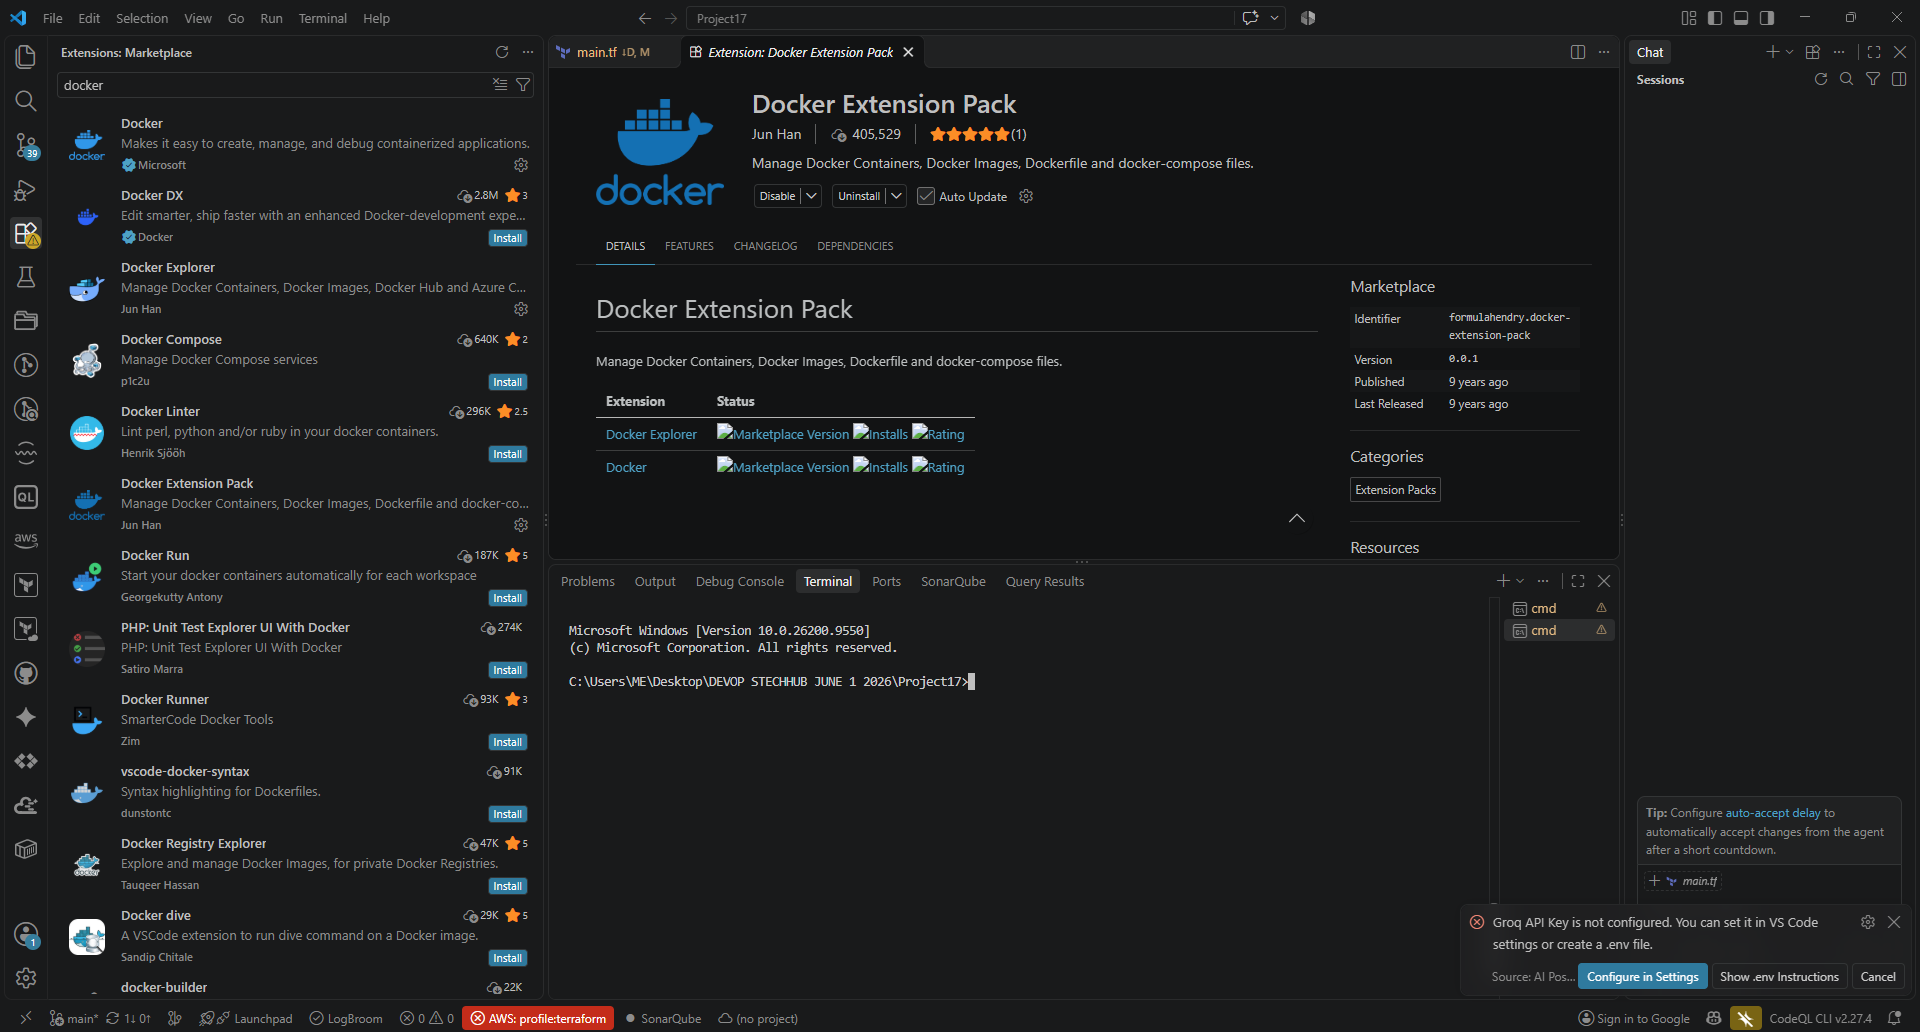 File Edit Selection View Go Run Terminal Help
Project17
Extensions: Marketplace
docker
Docker
Makes it easy to create, manage, and debug containerized applications.
Microsoft
Docker DX 2.8M 3
Edit smarter, ship faster with an enhanced Docker-development expe...
Docker Install
Docker Explorer
Manage Docker Containers, Docker Images, Docker Hub and Azure C...
Jun Han
Docker Compose 640K 2
Manage Docker Compose services
p1c2u Install
Docker Linter 296K 2.5
Lint perl, python and/or ruby in your docker containers.
Henrik Sjööh Install
Docker Extension Pack
Manage Docker Containers, Docker Images, Dockerfile and docker-co...
Jun Han
Docker Run 187K 5
Start your docker containers automatically for each workspace
Georgekutty Antony Install
PHP: Unit Test Explorer UI With Docker 274K
PHP: Unit Test Explorer UI With Docker
Satiro Marra Install
Docker Runner 93K 3
SmarterCode Docker Tools
Zim Install
vscode-docker-syntax 91K
Syntax highlighting for Dockerfiles.
dunstontc Install
Docker Registry Explorer 47K 5
Explore and manage Docker Images, for private Docker Registries.
Tauqeer Hassan Install
Docker dive 29K 5
A VSCode extension to run dive command on a Docker image.
Sandip Chitale Install
docker-builder 22K
39
QL
aws
1
docker
docker
docker
main.tf ↓D, M
Extension: Docker Extension Pack
docker
Docker Extension Pack
Jun Han 405,529 (1)
Manage Docker Containers, Docker Images, Dockerfile and docker-compose files.
Disable Uninstall Auto Update
DETAILS FEATURES CHANGELOG DEPENDENCIES
Docker Extension Pack
Manage Docker Containers, Docker Images, Dockerfile and docker-compose files.
Extension Status
Docker Explorer Marketplace Version Installs Rating
Docker Marketplace Version Installs Rating
Marketplace
Identifier formulahendry.docker-
extension-pack
Version 0.0.1
Published 9 years ago
Last Released 9 years ago
Categories
Extension Packs
Resources
Problems Output Debug Console Terminal Ports SonarQube Query Results
Microsoft Windows [Version 10.0.26200.9550]
(c) Microsoft Corporation. All rights reserved.
C:\Users\ME\Desktop\DEVOP STECHHUB JUNE 1 2026\Project17>
cmd
cmd
Chat
Sessions
Tip: Configure auto-accept delay to
automatically accept changes from the agent
after a short countdown.
main.tf
Groq API Key is not configured. You can set it in VS Code
settings or create a .env file.
Source: AI Pos... Configure in Settings Show .env Instructions Cancel
main* 1↓ 0↑ Launchpad LogBroom 0 0 AWS: profile:terraform SonarQube (no project) Sign in to Google CodeQL CLI v2.27.4